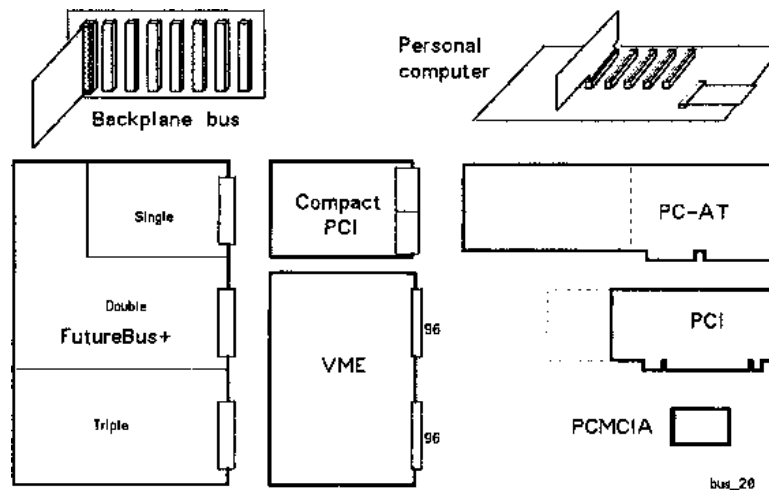 Personal
computer
Backplane bus
Single
Compact
PCI
PC-AT
Double
FutureBus+
VME
96
PCI
Triple
96
PCMCIA
bus_20